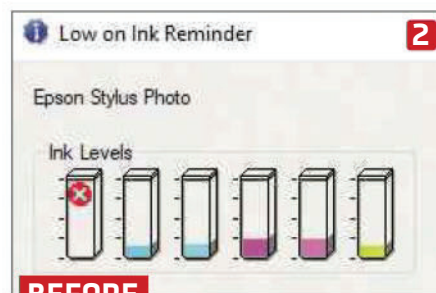 Low on Ink Reminder
2
Epson Stylus Photo
Ink Levels
BEFORE